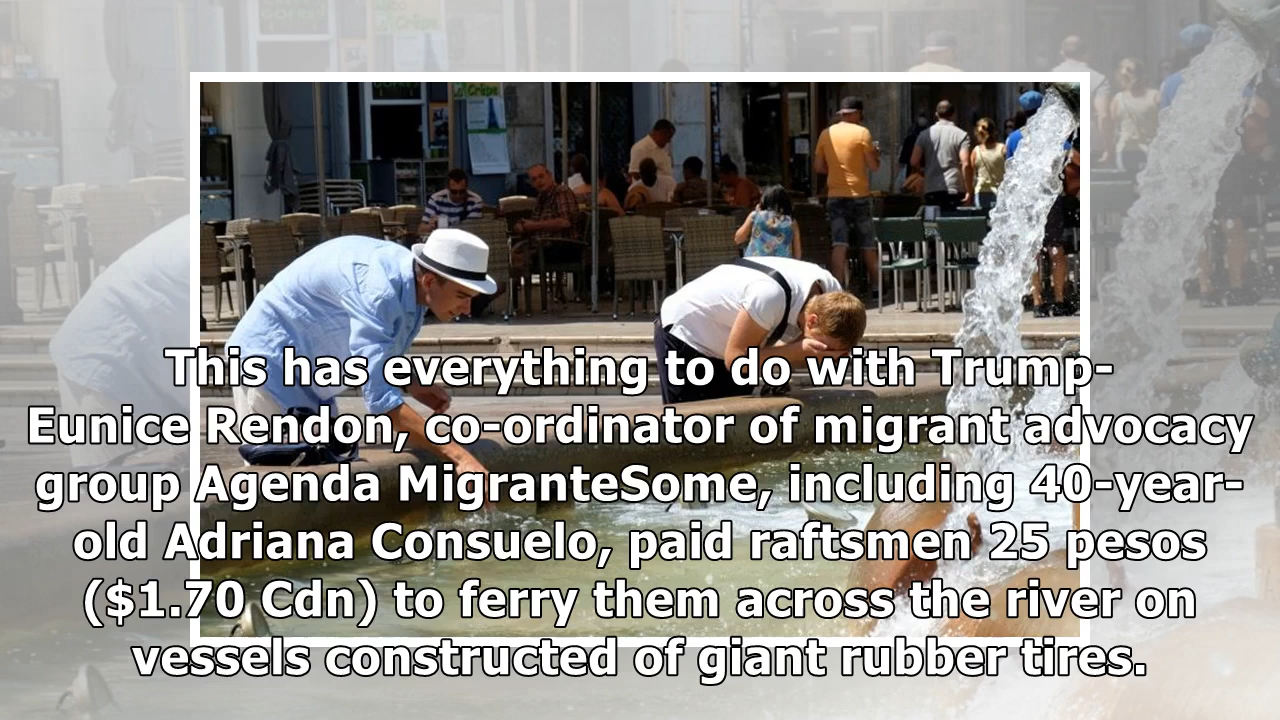 Crêpe
This has everything to do with Trump-
Eunice Rendon, co-ordinator of migrant advocacy
group Agenda MigranteSome, including 40-year-
old Adriana Consuelo, paid raftsmen 25 pesos
($1.70 Cdn) to ferry them across the river on
vessels constructed of giant rubber tires.